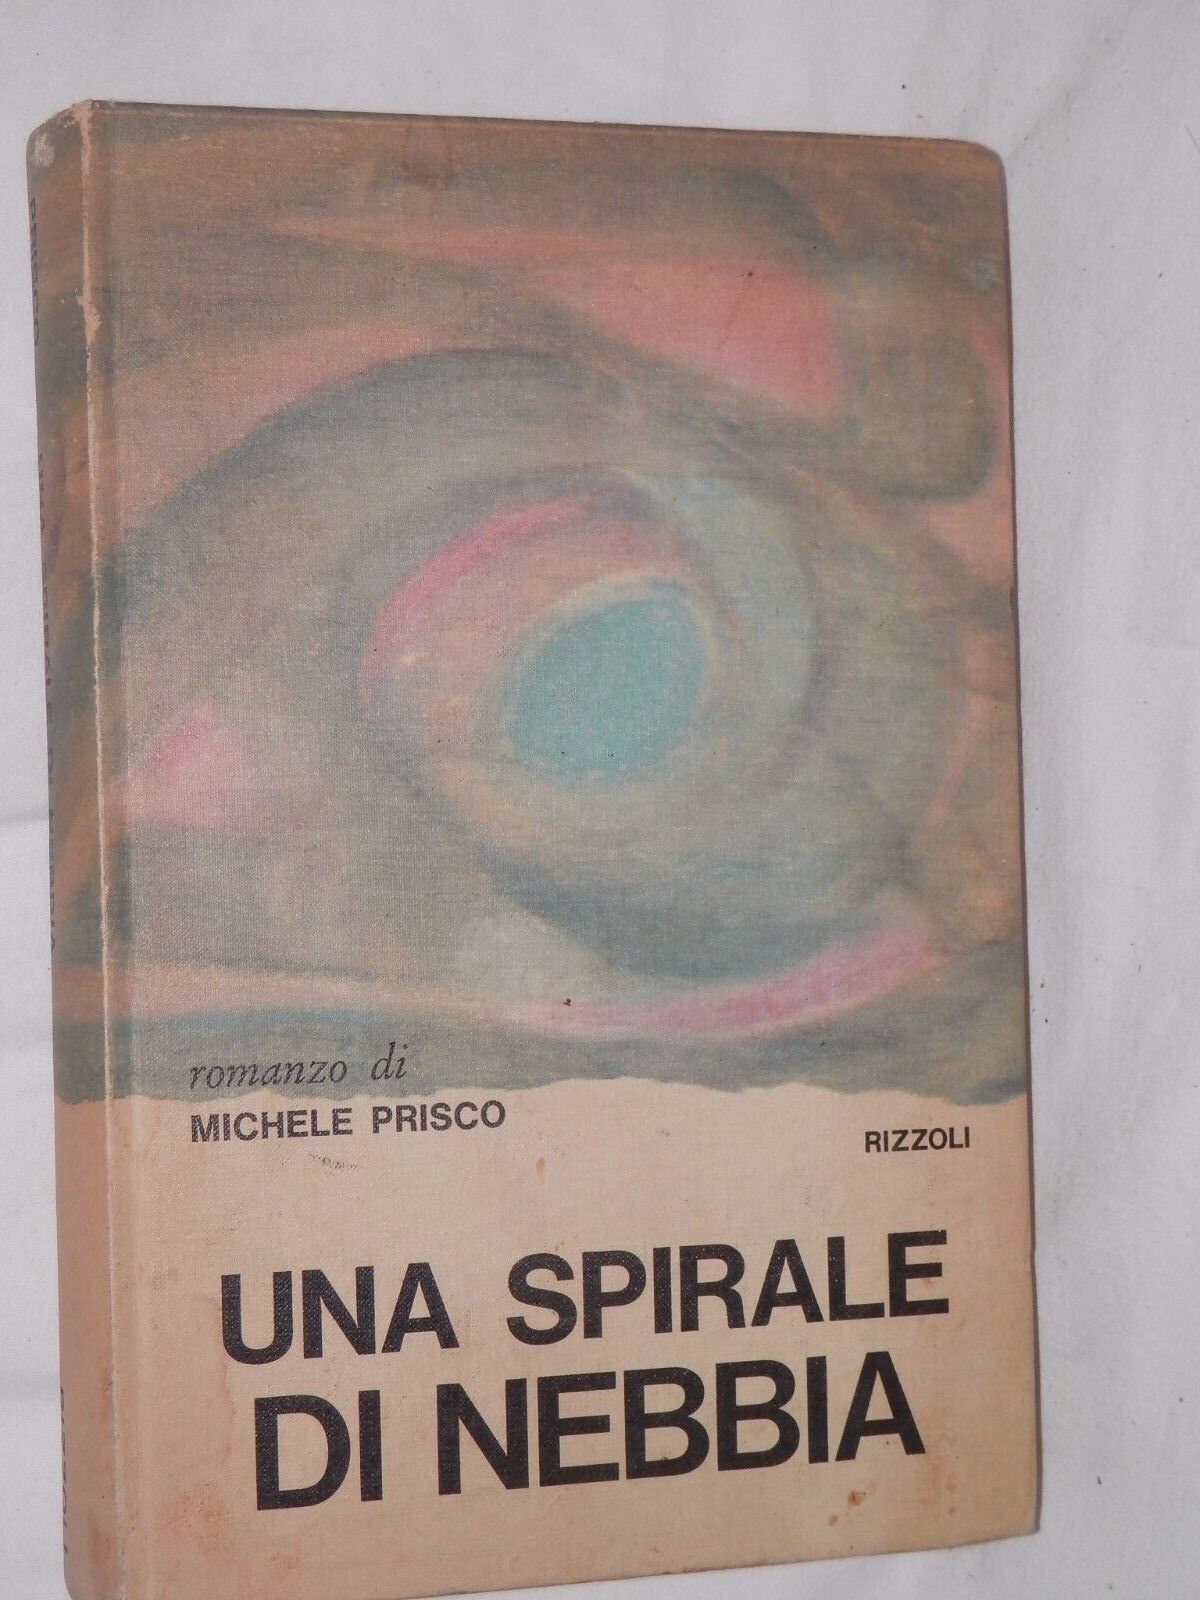 romanzo di
MICHELE PRISCO
RIZZOLI
UNA SPIRALE
DI NEBBIA